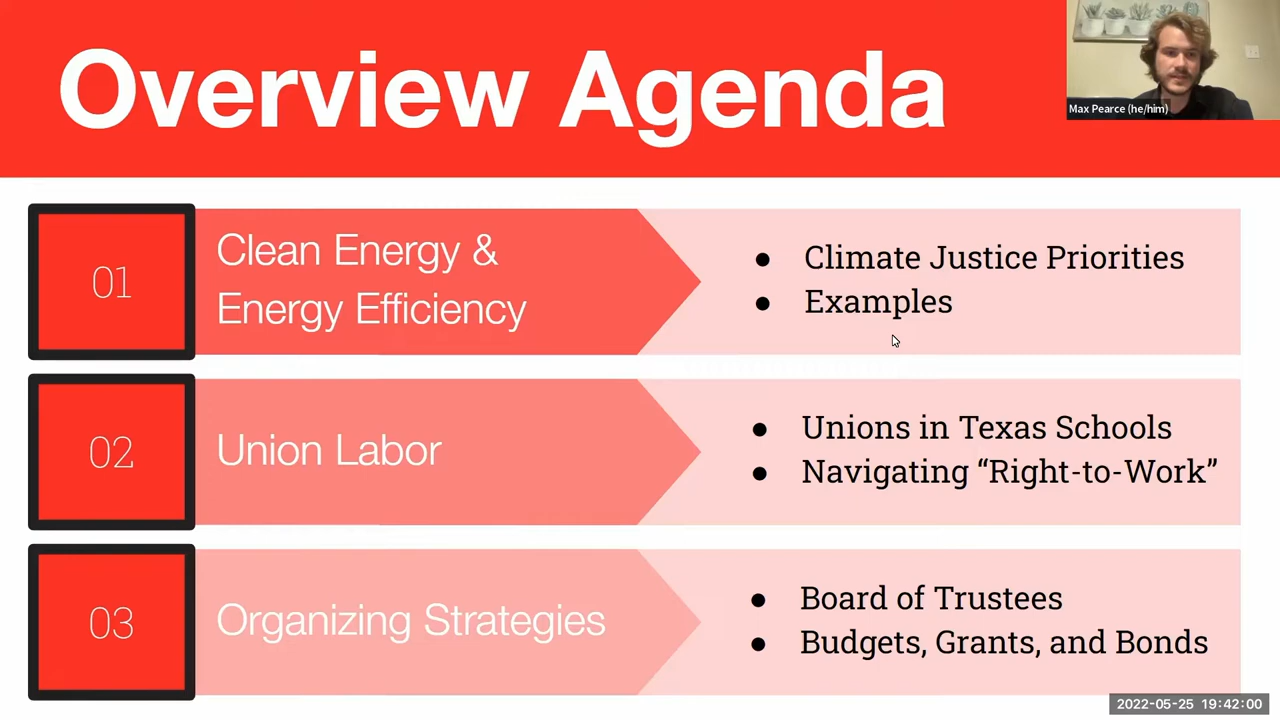 Overview Agenda
Max Pearce (he/him)
01
Clean Energy &
Energy Efficiency
● Climate Justice Priorities
● Examples
02
Union Labor
● Unions in Texas Schools
● Navigating “Right-to-Work”
03
Organizing Strategies
● Board of Trustees
● Budgets, Grants, and Bonds
2022-05-25 19:42:00